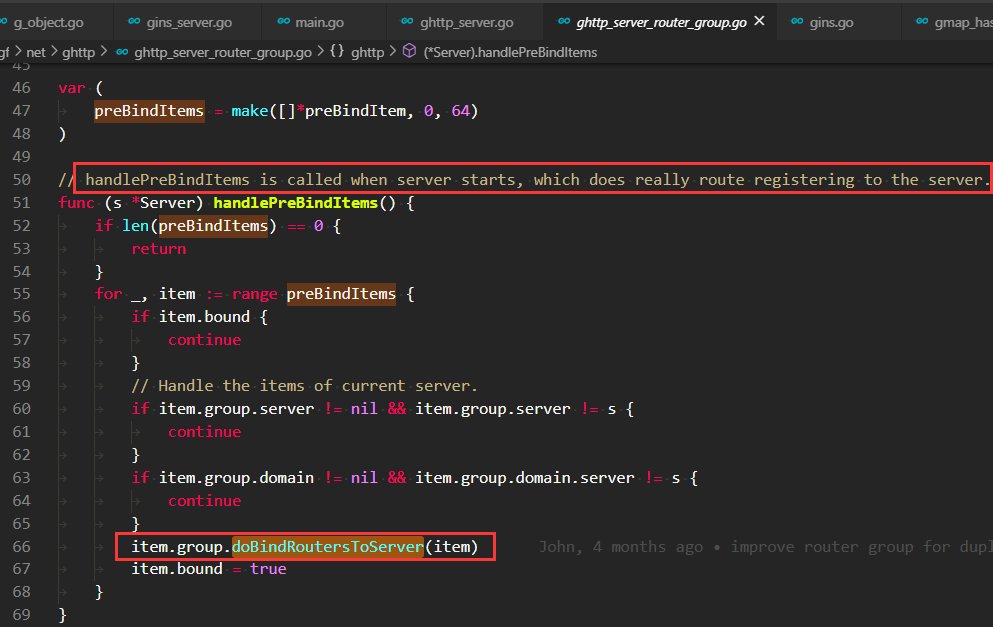 g_object.go gins_server.go main.go ghttp_server.go ghttp_server_router_group.go × gins.go
gf > net > ghttp > ghttp_server_router_group.go > {} ghttp > (*Server).handlePreBindItems
45
46 var (
47 preBindItems = make([]*preBindItem, 0, 64)
48 )
49
50 // handlePreBindItems is called when server starts, which does really route registering to the server.
51 func (s *Server) handlePreBindItems() {
52 if len(preBindItems) == 0 {
53 return
54 }
55 for _, item := range preBindItems {
56 if item.bound {
57 continue
58 }
59 // Handle the items of current server.
60 if item.group.server != nil && item.group.server != s {
61 continue
62 }
63 if item.group.domain != nil && item.group.domain.server != s {
64 continue
65 }
66 item.group.doBindRoutersToServer(item) John, 4 months ago • improve router group for
67 item.bound = true
68 }
69 }